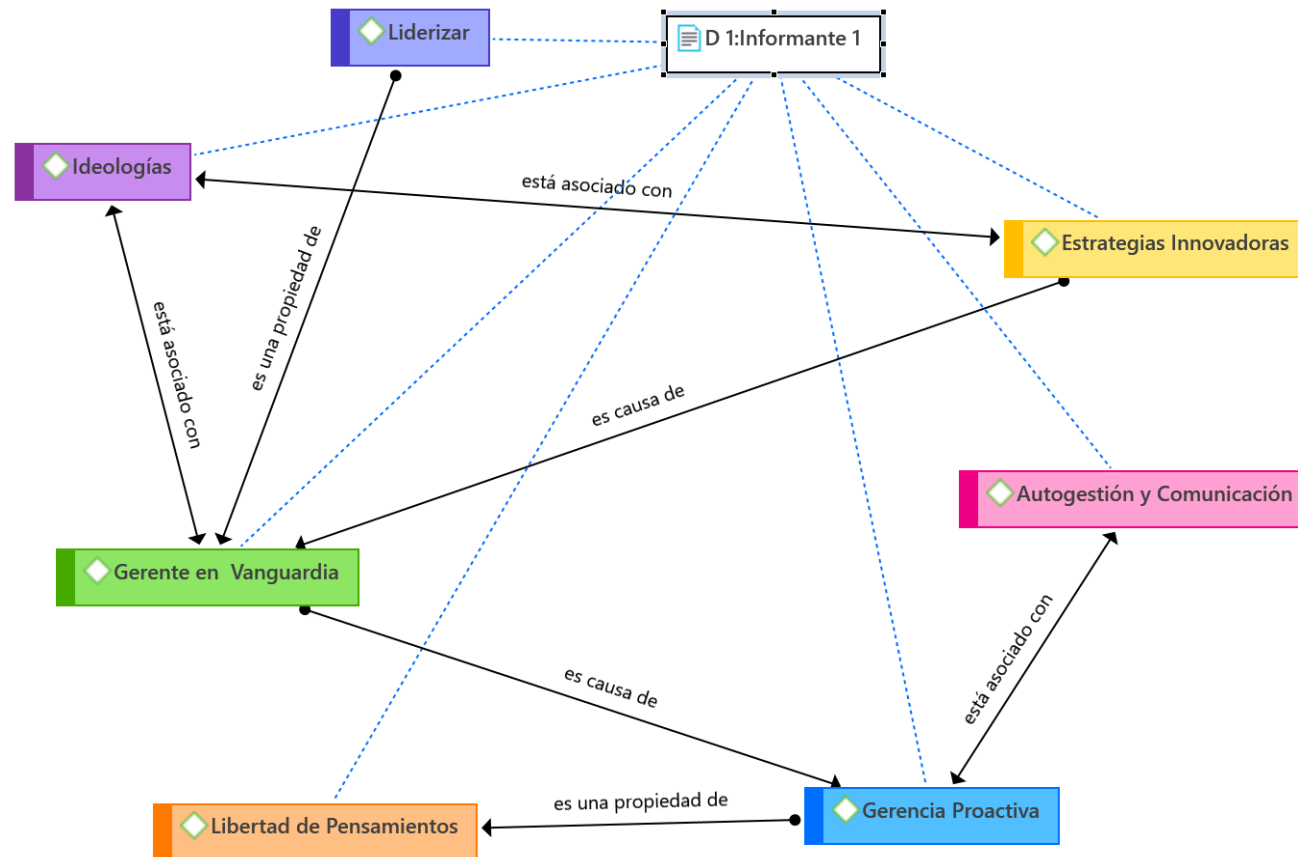 Liderizar
D 1:Informante 1
Ideologías
está asociado con
Estrategias Innovadoras
es una propiedad de
está asociado con
es causa de
Autogestión y Comunicación
Gerente en  Vanguardia
está asociado con
es causa de
es una propiedad de
Gerencia Proactiva
Libertad de Pensamientos